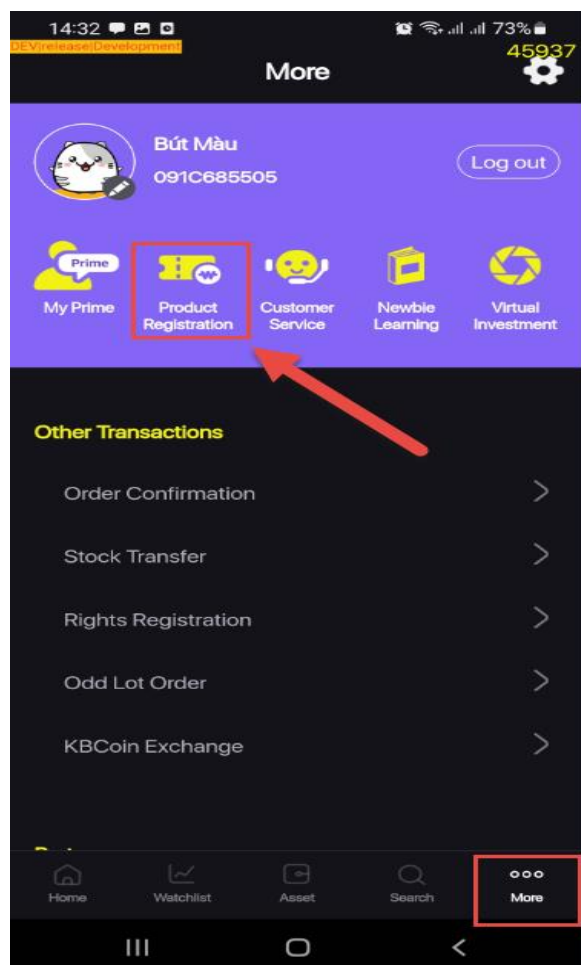 14:32 73%
DEV|release|Development 45937
More
Bút Màu
091C685505
Log out
Prime
My Prime
Product
Registration
Customer
Service
Newbie
Learning
Virtual
Investment
Other Transactions
Order Confirmation
Stock Transfer
Rights Registration
Odd Lot Order
KBCoin Exchange
Home Watchlist Asset Search More